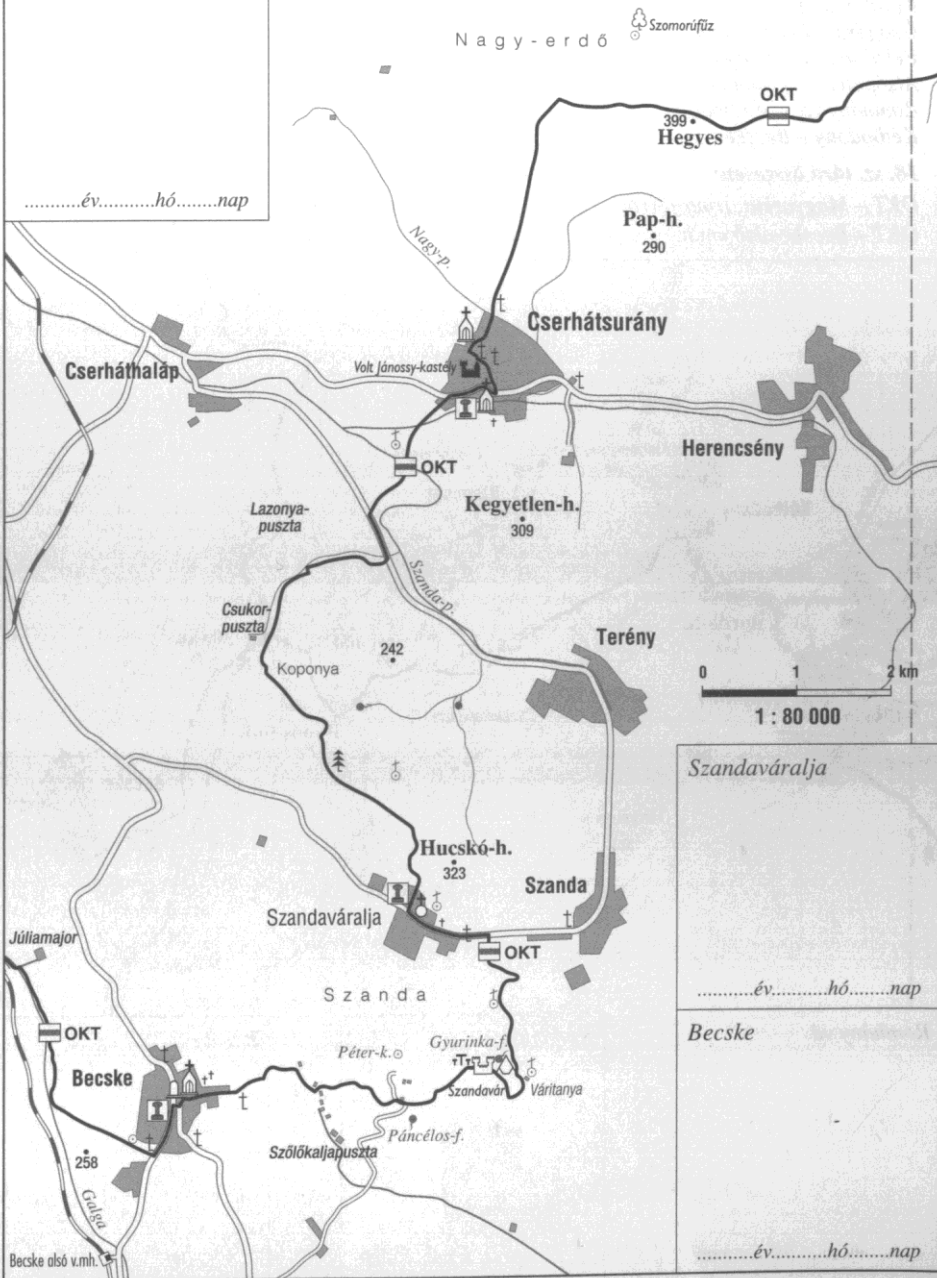 Nagy-erdő
Szomorúfűz
OKT
399
Hegyes
..........év..........hó........nap
Pap-h.
290
Nagy-p.
Cserhátsurány
Cserháthaláp
Volt Jánossy-kastély
OKT
Herencsény
Lazonya-
puszta
Kegyetlen-h.
309
Szanda-p.
Csukor-
puszta
Terény
242
Koponya
0 1 2 km
1 : 80 000
Szandaváralja
Hucskó-h.
323
Szanda
Szandaváralja
Júliamajor
OKT
Szanda
..........év..........hó........nap
OKT
Becske
Becske
Péter-k.
Gyurinka-f.
Szandavár
Váritanya
Páncélos-f.
Szőlőkaljapuszta
258
Galga
Becske alsó v.mh.
..........év..........hó........nap